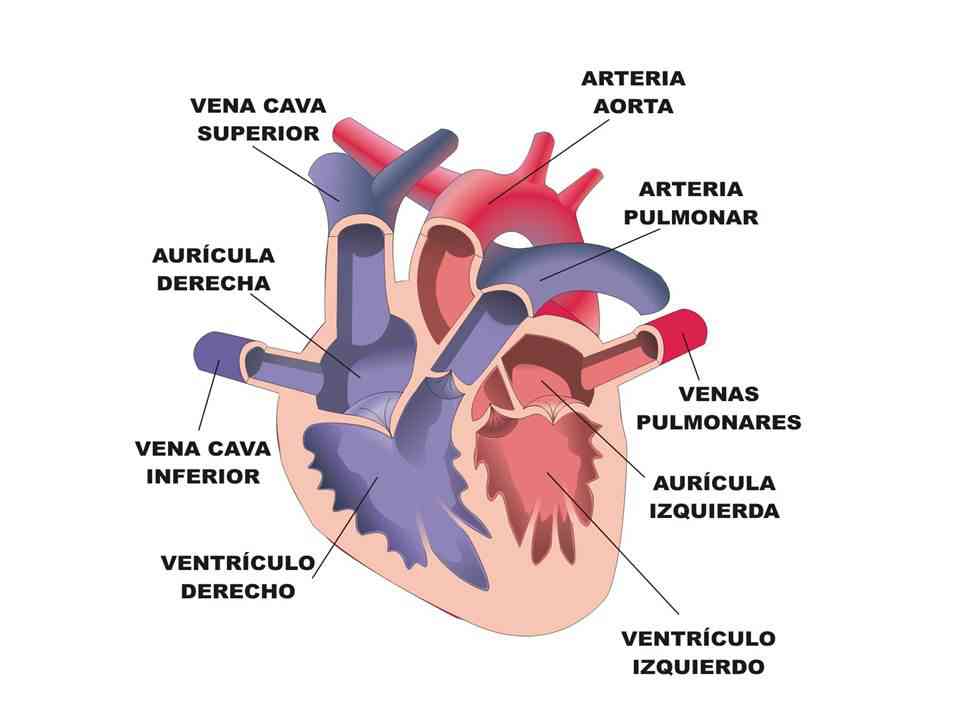 VENA CAVA
SUPERIOR
ARTERIA
AORTA
ARTERIA
PULMONAR
AURÍCULA
DERECHA
VENAS
PULMONARES
VENA CAVA
INFERIOR
AURÍCULA
IZQUIERDA
VENTRÍCULO
DERECHO
VENTRÍCULO
IZQUIERDO